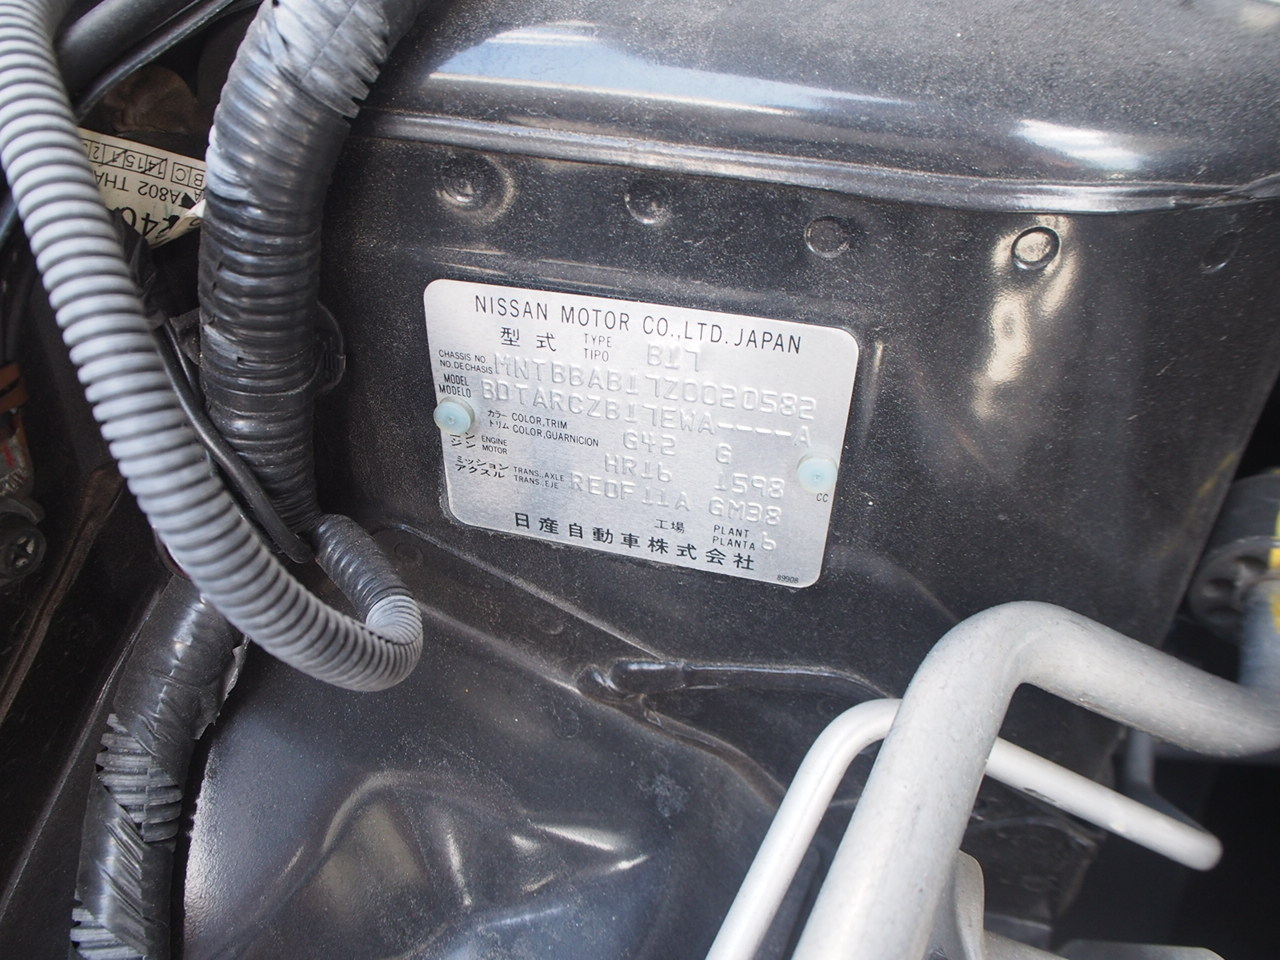 NISSAN MOTOR CO.,LTD. JAPAN
型式 TYPE TIPO B17
CHASSIS NO. NO. DE CHASIS MNTBBAB17Z0020582
MODEL MODELO BDTARCZB17EWA----A
カラー トリム COLOR,TRIM COLOR,GUARNICION G42 G
エンジン ENGINE MOTOR HR16 1598 CC
ミッション アクスル TRANS.,AXLE TRANS.,EJE RE0F11A GM38
工場 PLANT PLANTA 6
日産自動車株式会社
89908
A802 THA